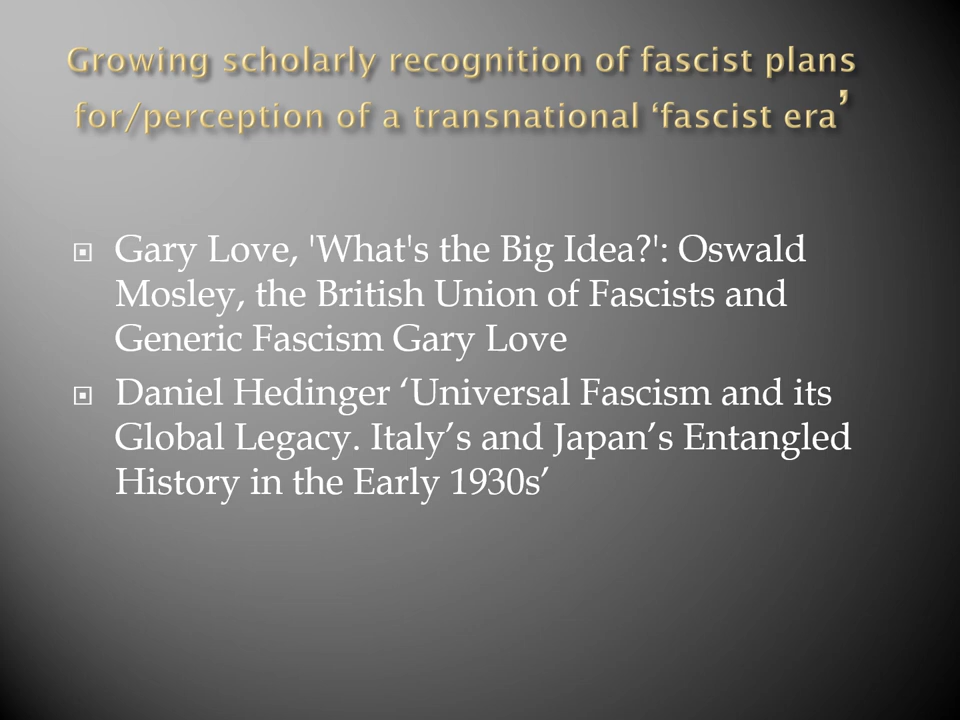 Growing scholarly recognition of fascist plans
for/perception of a transnational ‘fascist era’
Gary Love, 'What's the Big Idea?': Oswald
Mosley, the British Union of Fascists and
Generic Fascism Gary Love
Daniel Hedinger ‘Universal Fascism and its
Global Legacy. Italy’s and Japan’s Entangled
History in the Early 1930s’